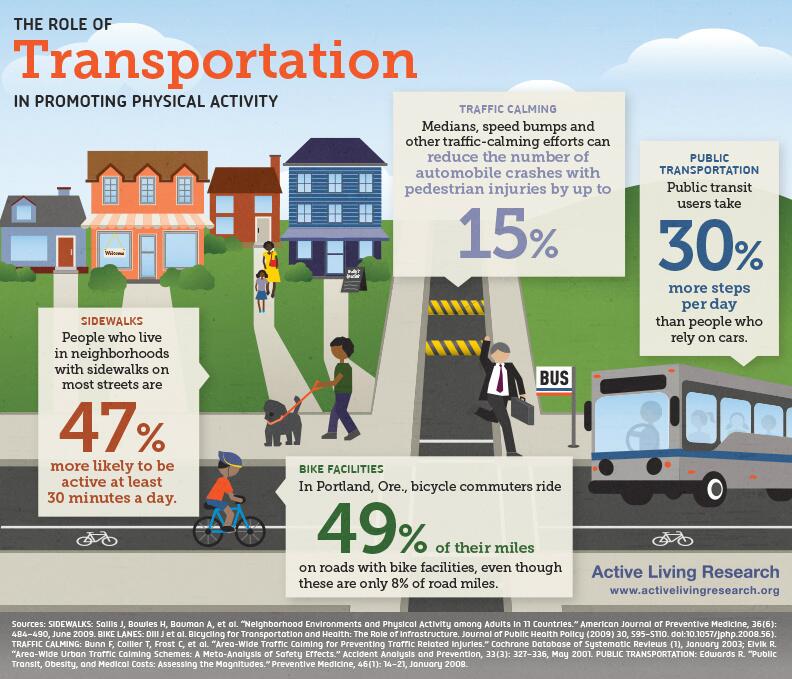 THE ROLE OF
Transportation
IN PROMOTING PHYSICAL ACTIVITY
TRAFFIC CALMING
Medians, speed bumps and
other traffic-calming efforts can
reduce the number of
automobile crashes with
pedestrian injuries by up to
15%
PUBLIC
TRANSPORTATION
Public transit
users take
30%
more steps
per day
than people who
rely on cars.
Welcome
SIDEWALKS
People who live
in neighborhoods
with sidewalks on
most streets are
47%
more likely to be
active at least
30 minutes a day.
BUS
BIKE FACILITIES
In Portland, Ore., bicycle commuters ride
49% of their miles
on roads with bike facilities, even though
these are only 8% of road miles.
Active Living Research
www.activelivingresearch.org
Sources: SIDEWALKS: Sallis J, Bowles H, Bauman A, et al. "Neighborhood Environments and Physical Activity among Adults in 11 Countries." American Journal of Preventive Medicine, 36(6):
484–490, June 2009. BIKE LANES: Dill J et al. Bicycling for Transportation and Health: The Role of Infrastructure. Journal of Public Health Policy (2009) 30, S95–S110. doi:10.1057/jphp.2008.56).
TRAFFIC CALMING: Bunn F, Collier T, Frost C, et al. "Area-Wide Traffic Calming for Preventing Traffic Related Injuries." Cochrane Database of Systematic Reviews (1), January 2003; Elvik R.
"Area-Wide Urban Traffic Calming Schemes: A Meta-Analysis of Safety Effects." Accident Analysis and Prevention, 33(3): 327–336, May 2001. PUBLIC TRANSPORTATION: Edwards R. "Public
Transit, Obesity, and Medical Costs: Assessing the Magnitudes." Preventive Medicine, 46(1): 14–21, January 2008.